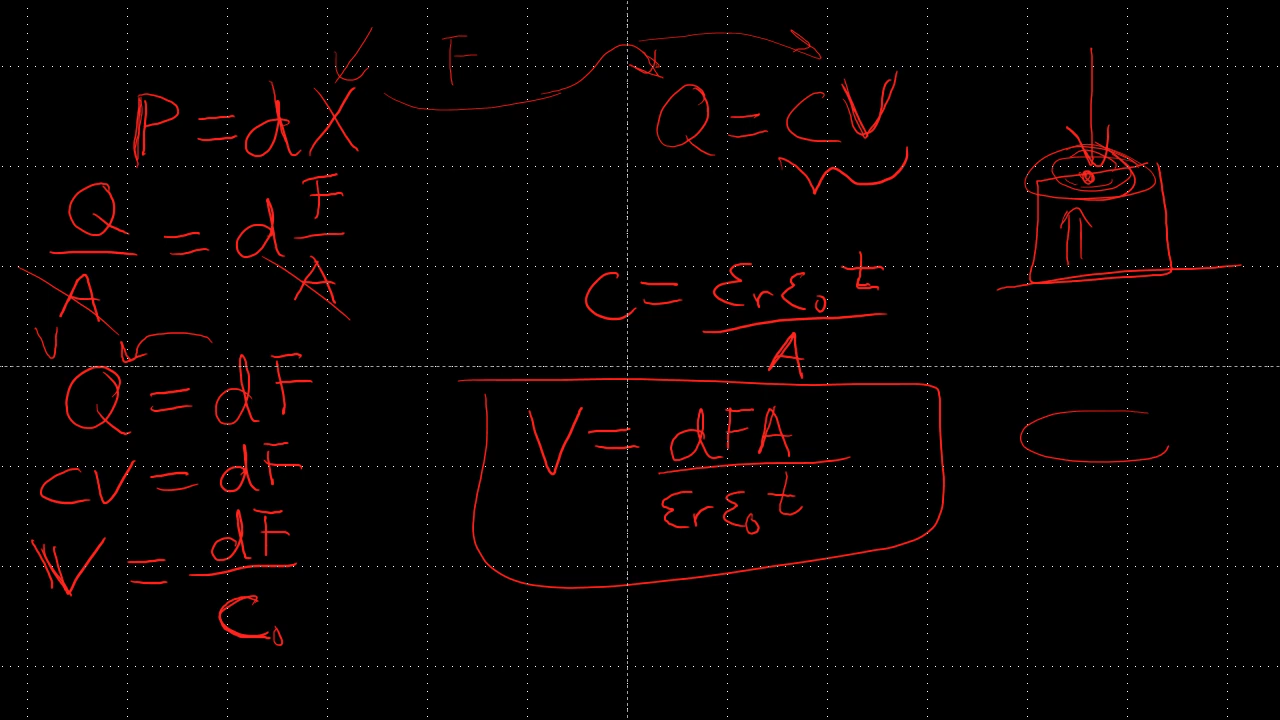 F
P = dX
Q = CV
Q/A = d F/A
C = εrε0 t / A
Q = dF
V = dFA / εrε0 t
CV = dF
V = dF / C0